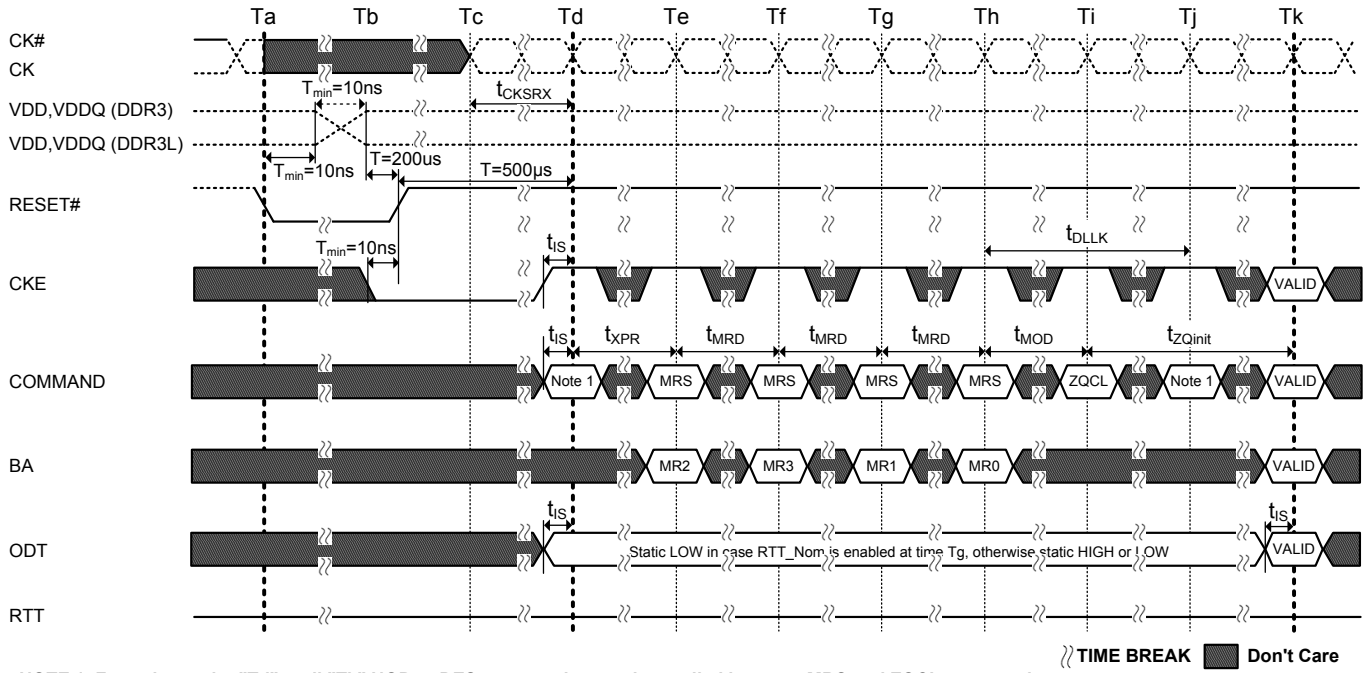 Ta Tb Tc Td Te Tf Tg Th Ti Tj Tk
CK#
CK
Tmin=10ns
tCKSRX
VDD,VDDQ (DDR3)
VDD,VDDQ (DDR3L)
Tmin=10ns
T=200us
T=500µs
RESET#
Tmin=10ns
tIS
tDLLK
CKE
VALID
tIS tXPR tMRD tMRD tMRD tMOD tZQinit
COMMAND
Note 1 MRS MRS MRS MRS ZQCL Note 1 VALID
BA
MR2 MR3 MR1 MR0 VALID
tIS
tIS
ODT
Static LOW in case RTT_Nom is enabled at time Tg, otherwise static HIGH or LOW
VALID
RTT
TIME BREAK
Don't Care